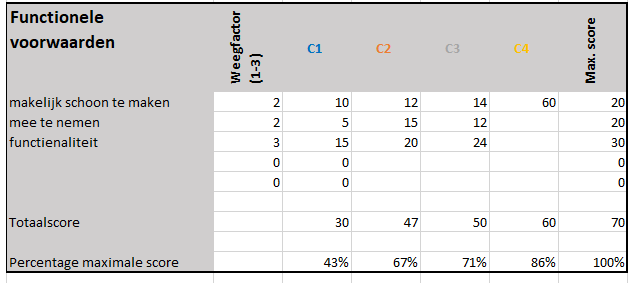 Functionele voorwaarden Weegfactor (1-3) C1 C2 C3 C4 Max. score
makelijk schoon te maken 2 10 12 14 60 20
mee te nemen 2 5 15 12 20
functienaliteit 3 15 20 24 30
0 0 0
0 0 0
Totaalscore 30 47 50 60 70
Percentage maximale score 43% 67% 71% 86% 100%